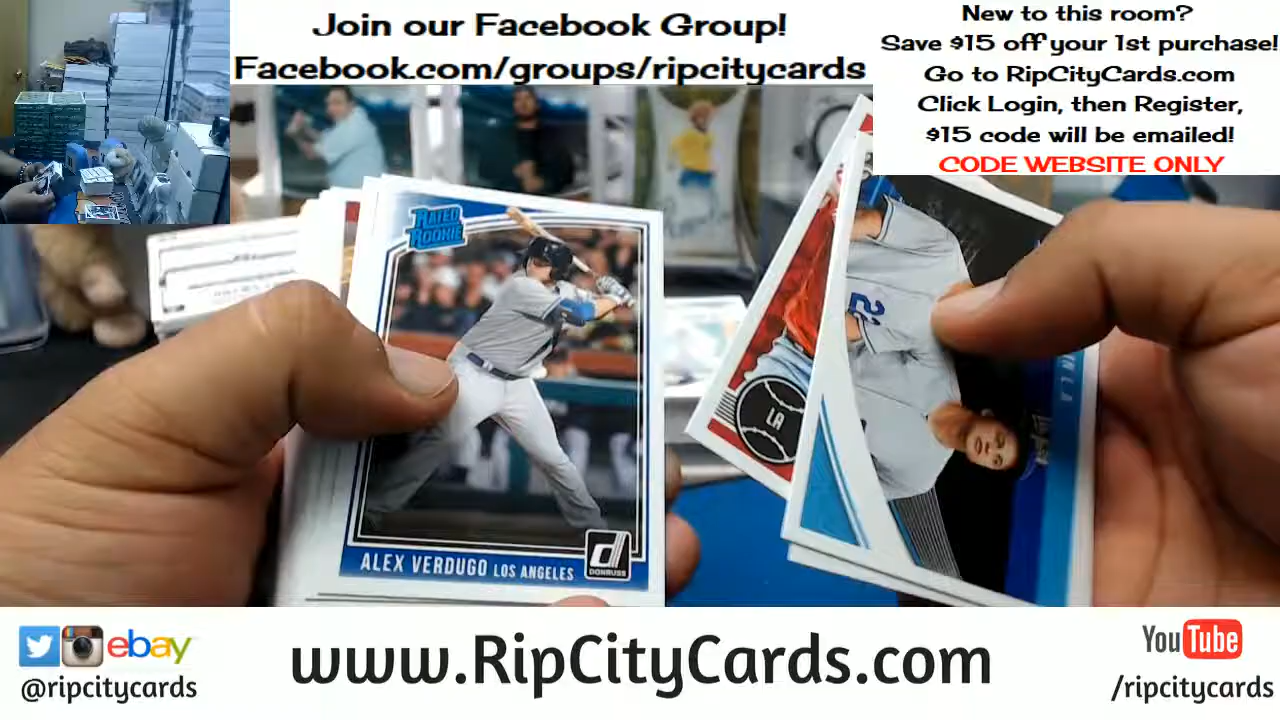 Join our Facebook Group!
Facebook.com/groups/ripcitycards
New to this room?
Save $15 off your 1st purchase!
Go to RipCityCards.com
Click Login, then Register,
$15 code will be emailed!
CODE WEBSITE ONLY
RATED
ROOKIE
ALEX VERDUGO LOS ANGELES
d
DONRUSS
LA
ebay
@ripcitycards
www.RipCityCards.com
YouTube
/ripcitycards